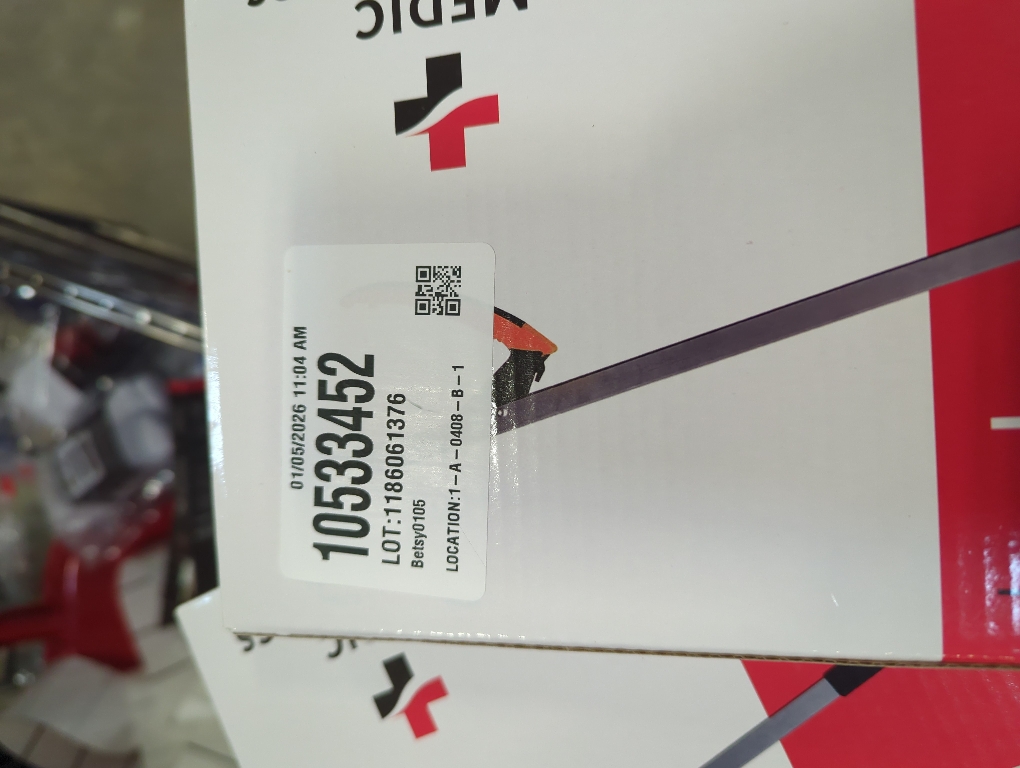 MEDIC
01/05/2026 11:04 AM
10533452
LOT:1186061376
Betsy0105
LOCATION:1-A-0408-B-1